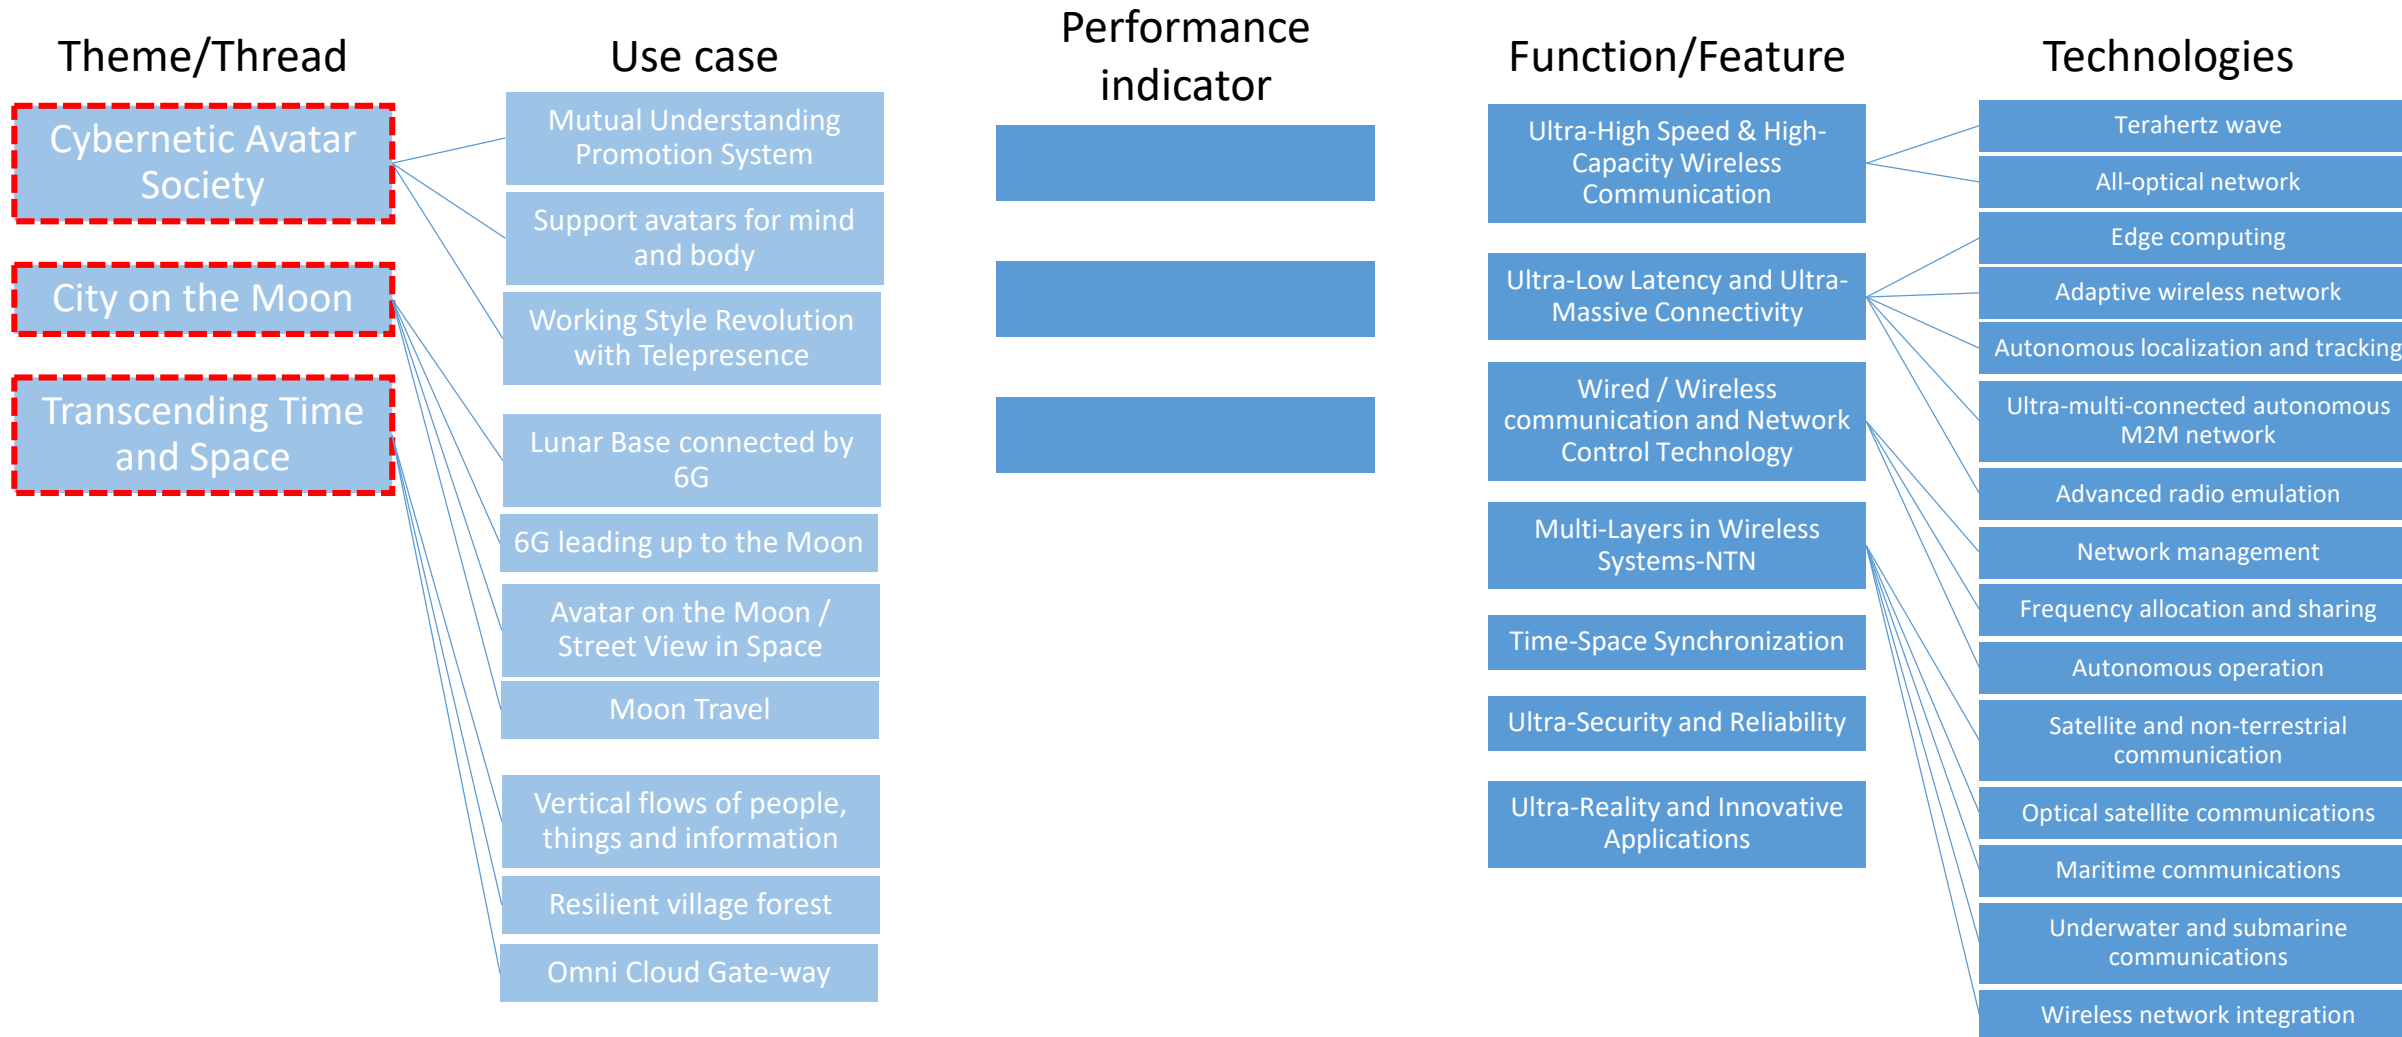 Theme/Thread
Use case
Performance
indicator
Function/Feature
Technologies
Cybernetic Avatar
Society
City on the Moon
Transcending Time
and Space
Mutual Understanding
Promotion System
Support avatars for mind
and body
Working Style Revolution
with Telepresence
Lunar Base connected by
6G
6G leading up to the Moon
Avatar on the Moon /
Street View in Space
Moon Travel
Vertical flows of people,
things and information
Resilient village forest
Omni Cloud Gate-way
Ultra-High Speed & High-
Capacity Wireless
Communication
Ultra-Low Latency and Ultra-
Massive Connectivity
Wired / Wireless
communication and Network
Control Technology
Multi-Layers in Wireless
Systems-NTN
Time-Space Synchronization
Ultra-Security and Reliability
Ultra-Reality and Innovative
Applications
Terahertz wave
All-optical network
Edge computing
Adaptive wireless network
Autonomous localization and tracking
Ultra-multi-connected autonomous
M2M network
Advanced radio emulation
Network management
Frequency allocation and sharing
Autonomous operation
Satellite and non-terrestrial
communication
Optical satellite communications
Maritime communications
Underwater and submarine
communications
Wireless network integration